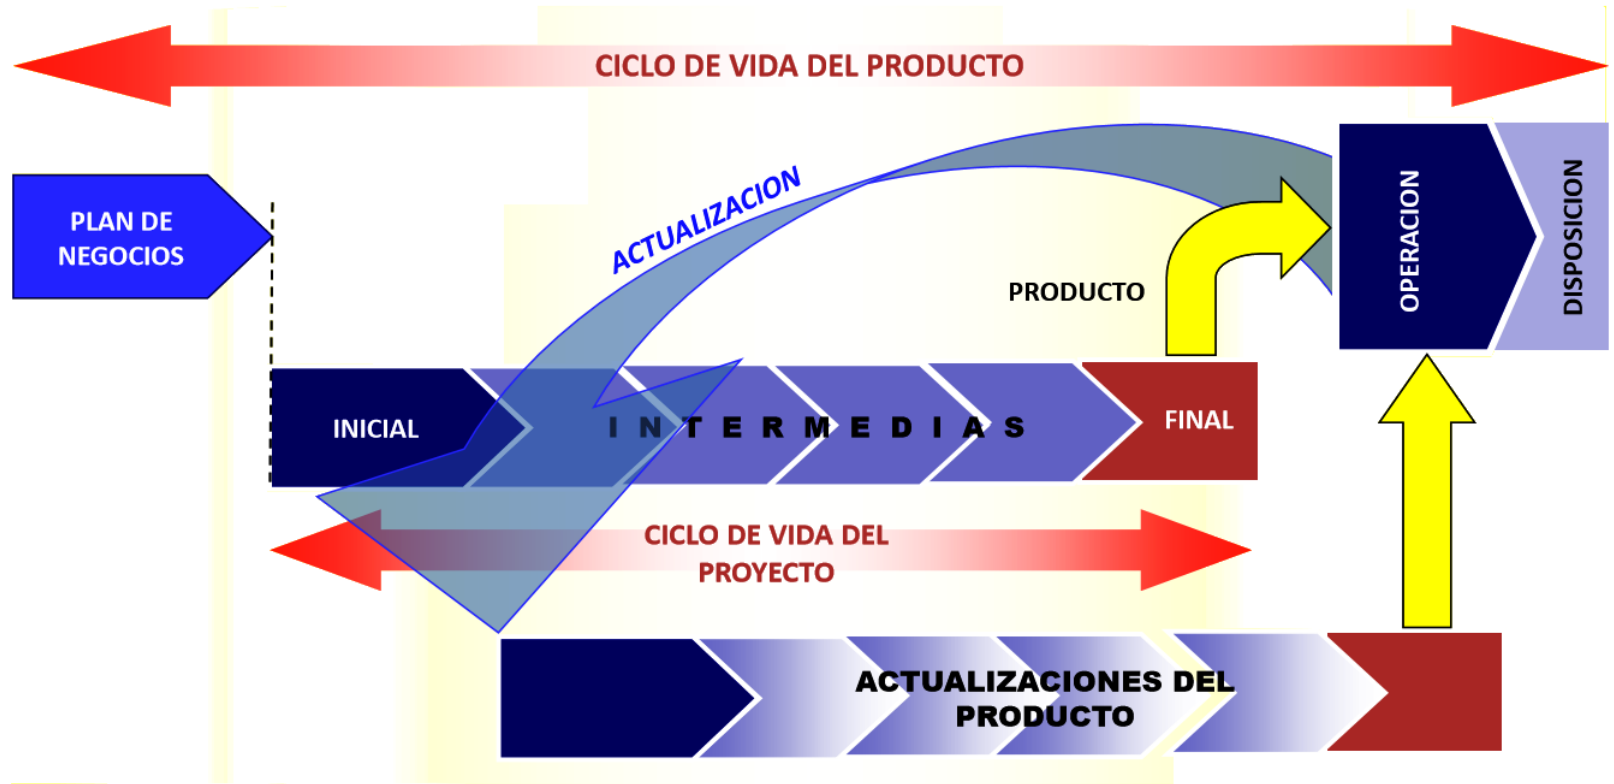 CICLO DE VIDA DEL PRODUCTO
PLAN DE
NEGOCIOS
ACTUALIZACION
OPERACION
DISPOSICION
PRODUCTO
INICIAL
INTERMEDIAS
FINAL
CICLO DE VIDA DEL
PROYECTO
ACTUALIZACIONES DEL
PRODUCTO